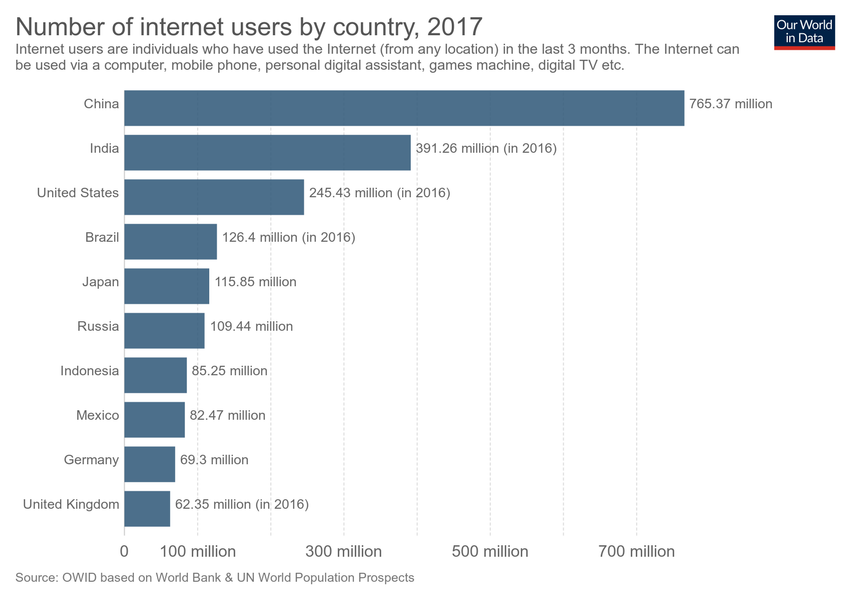 Number of internet users by country, 2017
Our World
in Data
Internet users are individuals who have used the Internet (from any location) in the last 3 months. The Internet can
be used via a computer, mobile phone, personal digital assistant, games machine, digital TV etc.
China 765.37 million
India 391.26 million (in 2016)
United States 245.43 million (in 2016)
Brazil 126.4 million (in 2016)
Japan 115.85 million
Russia 109.44 million
Indonesia 85.25 million
Mexico 82.47 million
Germany 69.3 million
United Kingdom 62.35 million (in 2016)
0 100 million 300 million 500 million 700 million
Source: OWID based on World Bank & UN World Population Prospects